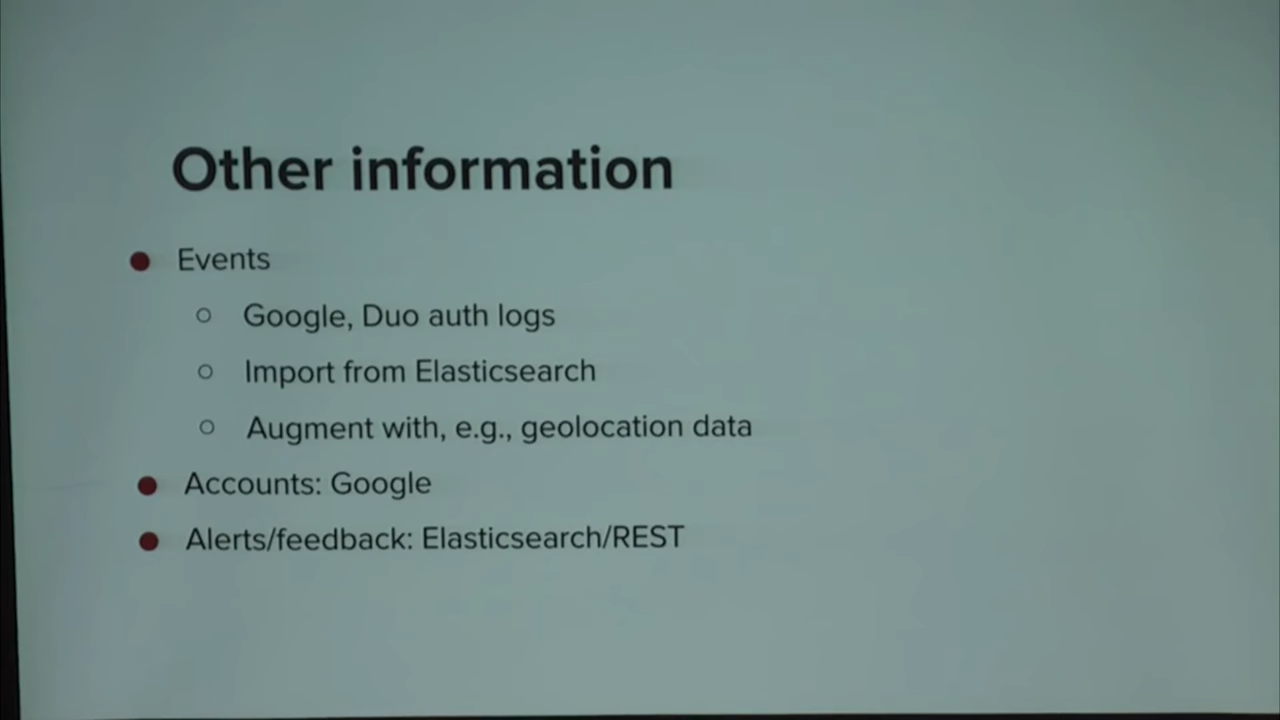 Other information
Events
Google, Duo auth logs
Import from Elasticsearch
Augment with, e.g., geolocation data
Accounts: Google
Alerts/feedback: Elasticsearch/REST